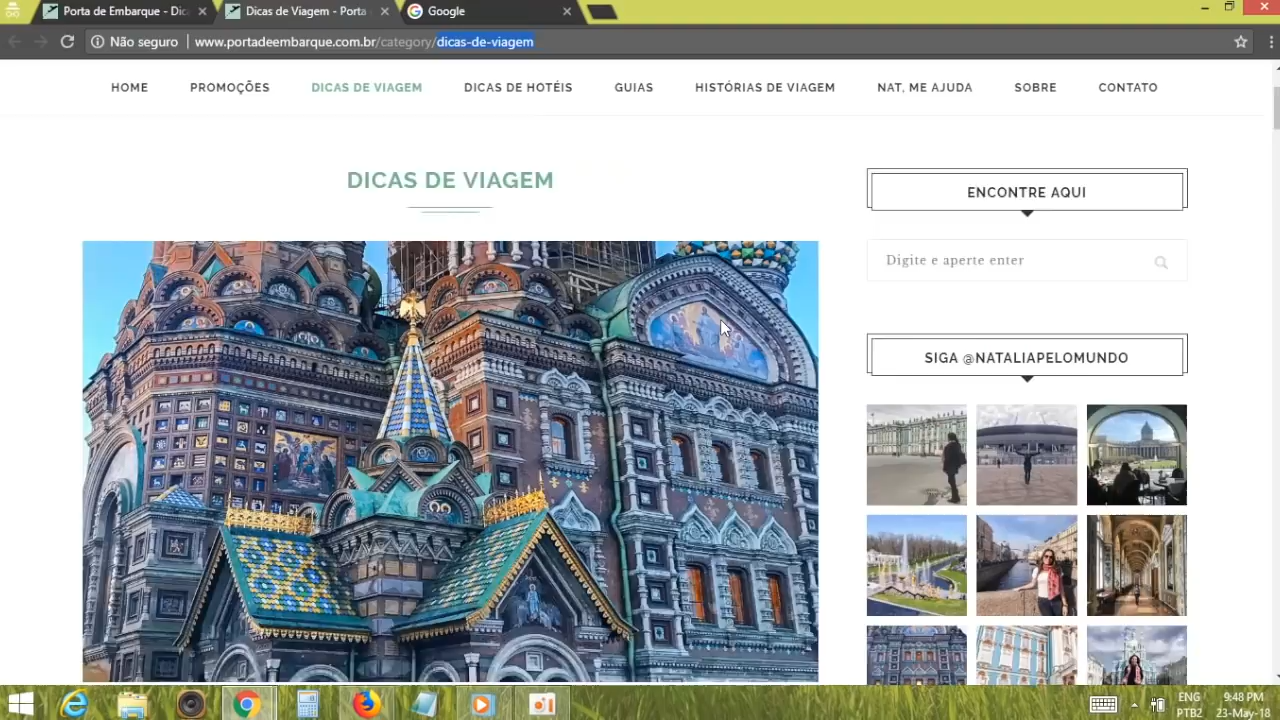 Porta de Embarque - Dic
Dicas de Viagem - Porta
Google
Não seguro
www.portadeembarque.com.br/category/dicas-de-viagem
HOME
PROMOÇÕES
DICAS DE VIAGEM
DICAS DE HOTÉIS
GUIAS
HISTÓRIAS DE VIAGEM
NAT, ME AJUDA
SOBRE
CONTATO
DICAS DE VIAGEM
ENCONTRE AQUI
Digite e aperte enter
SIGA @NATALIAPELOMUNDO
ENG
9:48 PM
PTB2
23-May-18